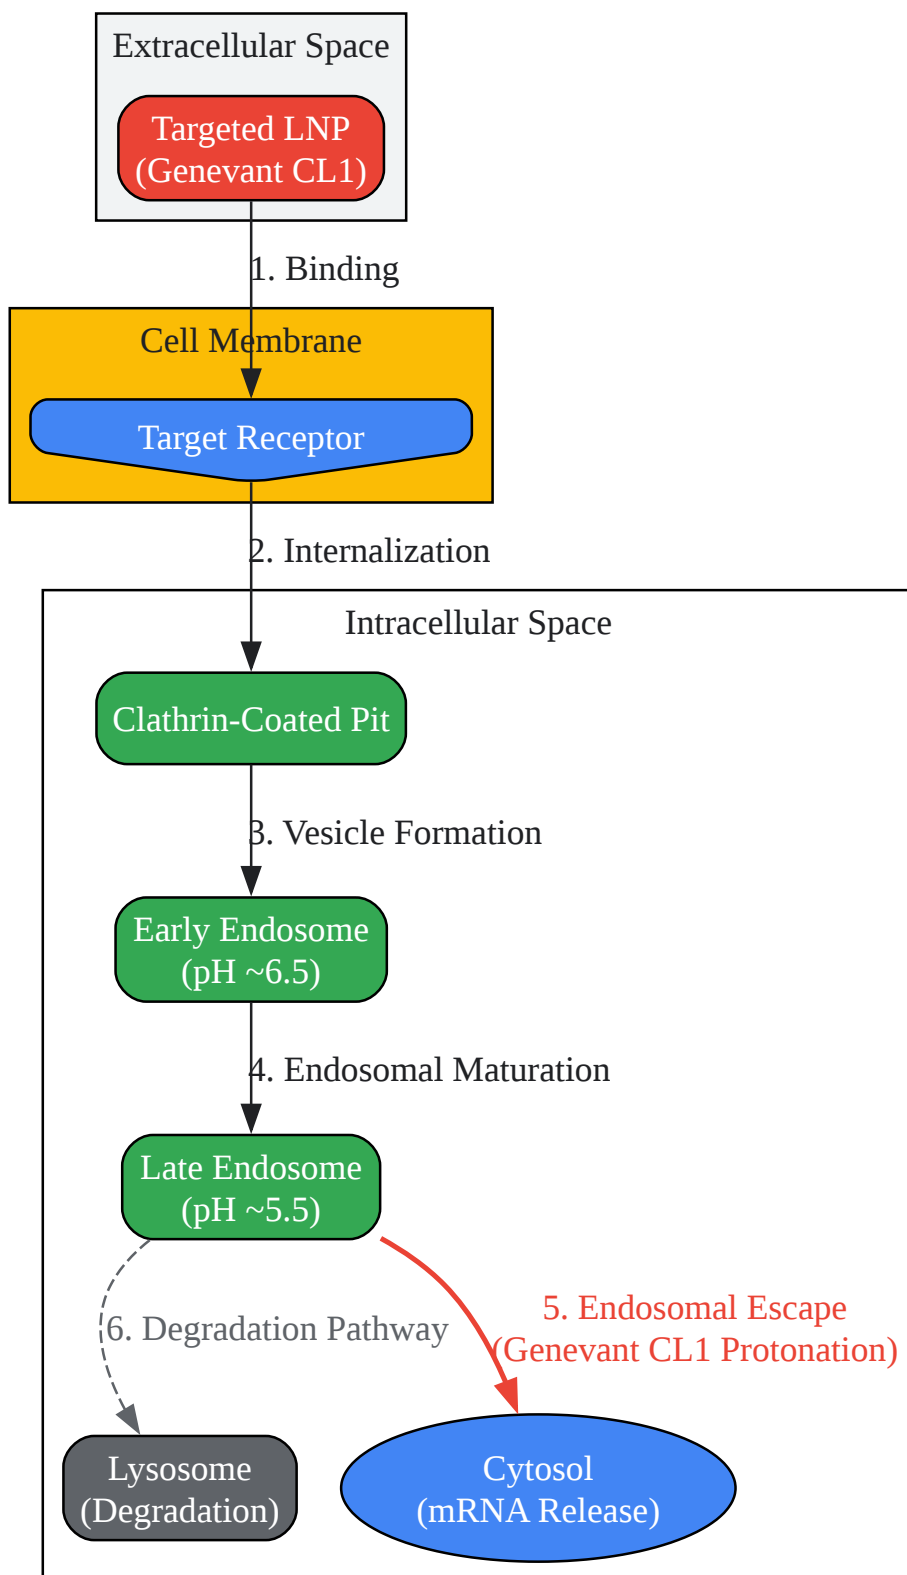 Extracellular Space
Targeted LNP
(Genevant CL1)
1. Binding
Cell Membrane
Target Receptor
2. Internalization
Intracellular Space
Clathrin-Coated Pit
3. Vesicle Formation
Early Endosome
(pH ~6.5)
4. Endosomal Maturation
Late Endosome
(pH ~5.5)
5. Endosomal Escape
(Genevant CL1 Protonation)
6. Degradation Pathway
Lysosome
(Degradation)
Cytosol
(mRNA Release)